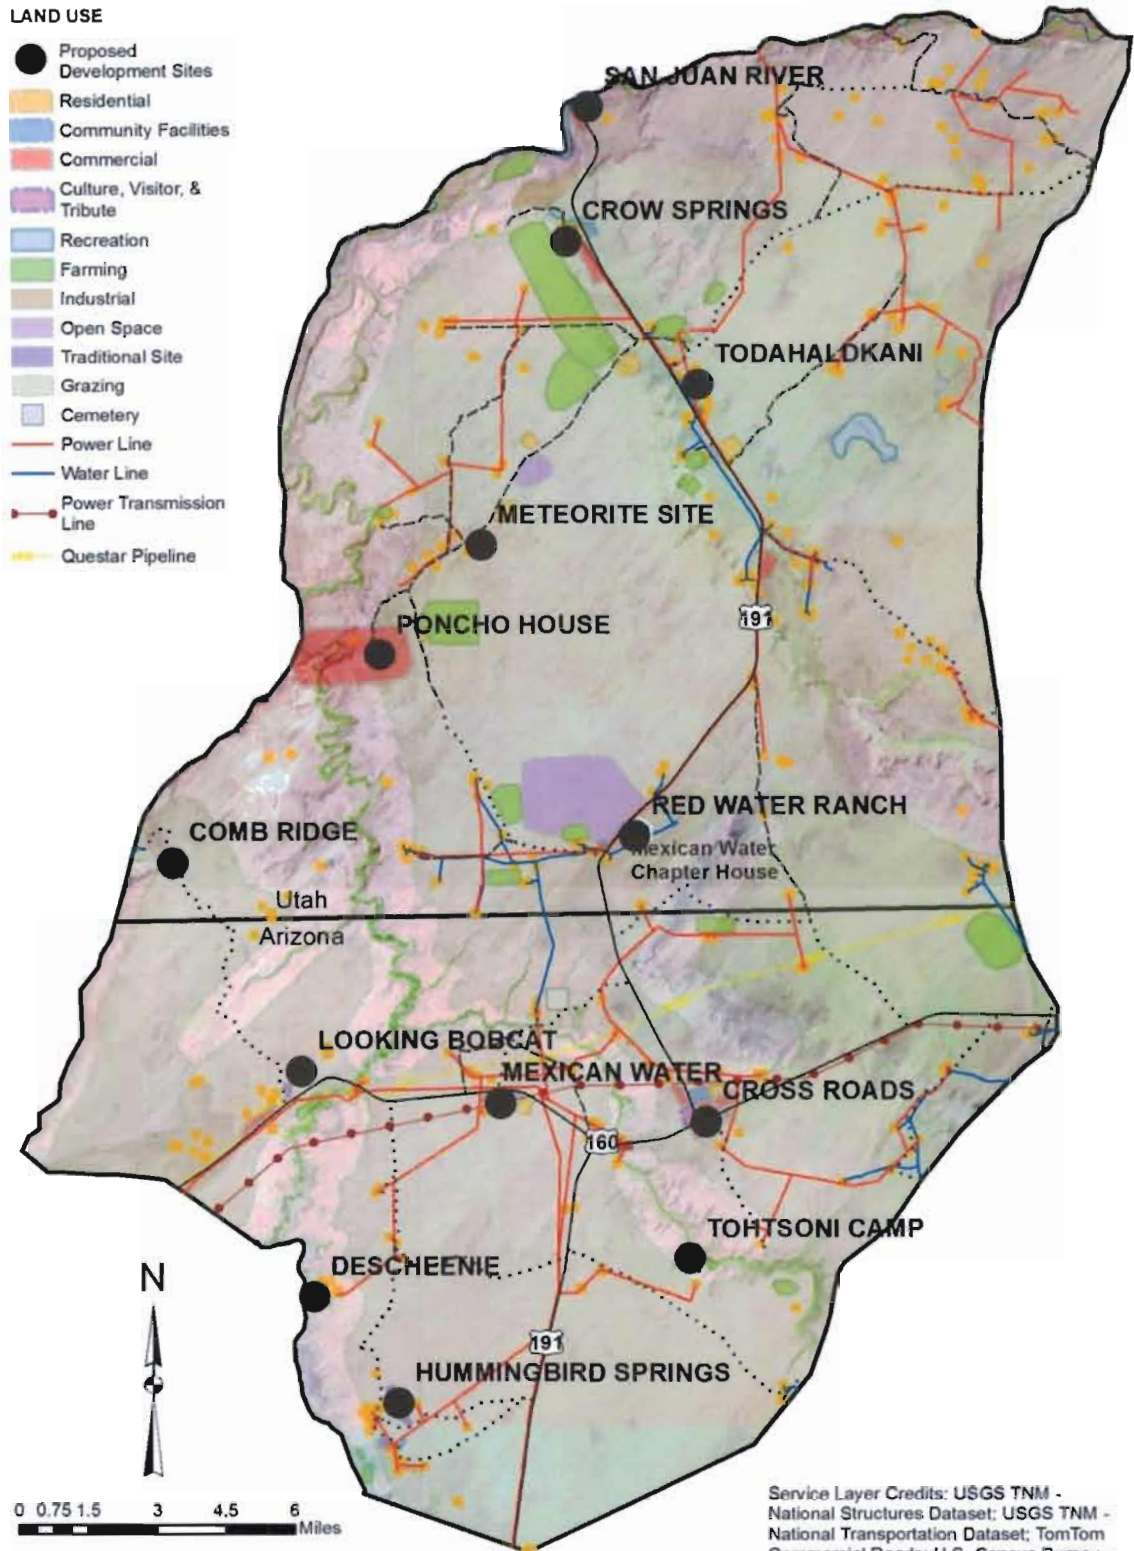 LAND USE
Proposed
Development Sites
Residential
Community Facilities
Commercial
Culture, Visitor, &
Tribute
Recreation
Farming
Industrial
Open Space
Traditional Site
Grazing
Cemetery
Power Line
Water Line
Power Transmission
Line
Questar Pipeline
SAN JUAN RIVER
CROW SPRINGS
TODAHALDKANI
METEORITE SITE
PONCHO HOUSE
191
RED WATER RANCH
COMB RIDGE
Mexican Water
Chapter House
Utah
Arizona
LOOKING BOBCAT
MEXICAN WATER
CROSS ROADS
160
TOHTSONI CAMP
DESCHEENIE
N
191
HUMMINGBIRD SPRINGS
0 0.75 1.5 3 4.5 6
Miles
Service Layer Credits: USGS TNM -
National Structures Dataset; USGS TNM -
National Transportation Dataset; TomTom